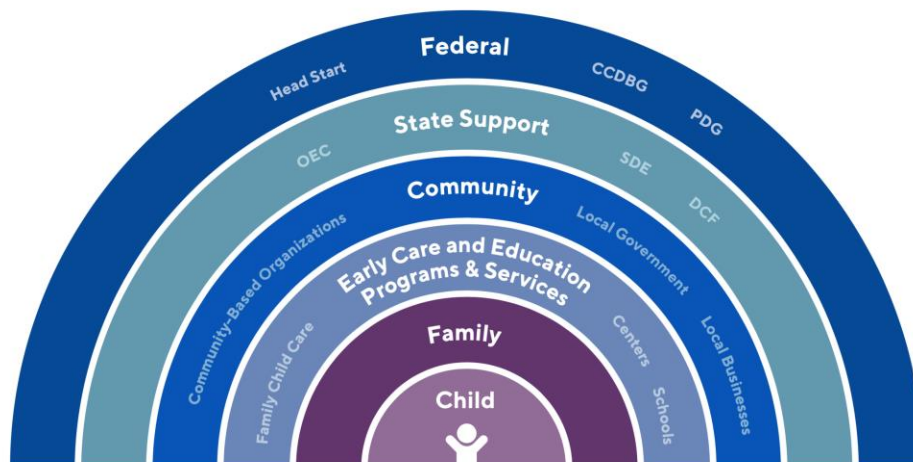 Federal
Head Start
CCDBG
PDG
State Support
OEC
SDE
DCF
Community
Community-Based Organizations
Local Government
Local Businesses
Early Care and Education
Programs & Services
Family Child Care
Centers
Schools
Family
Child